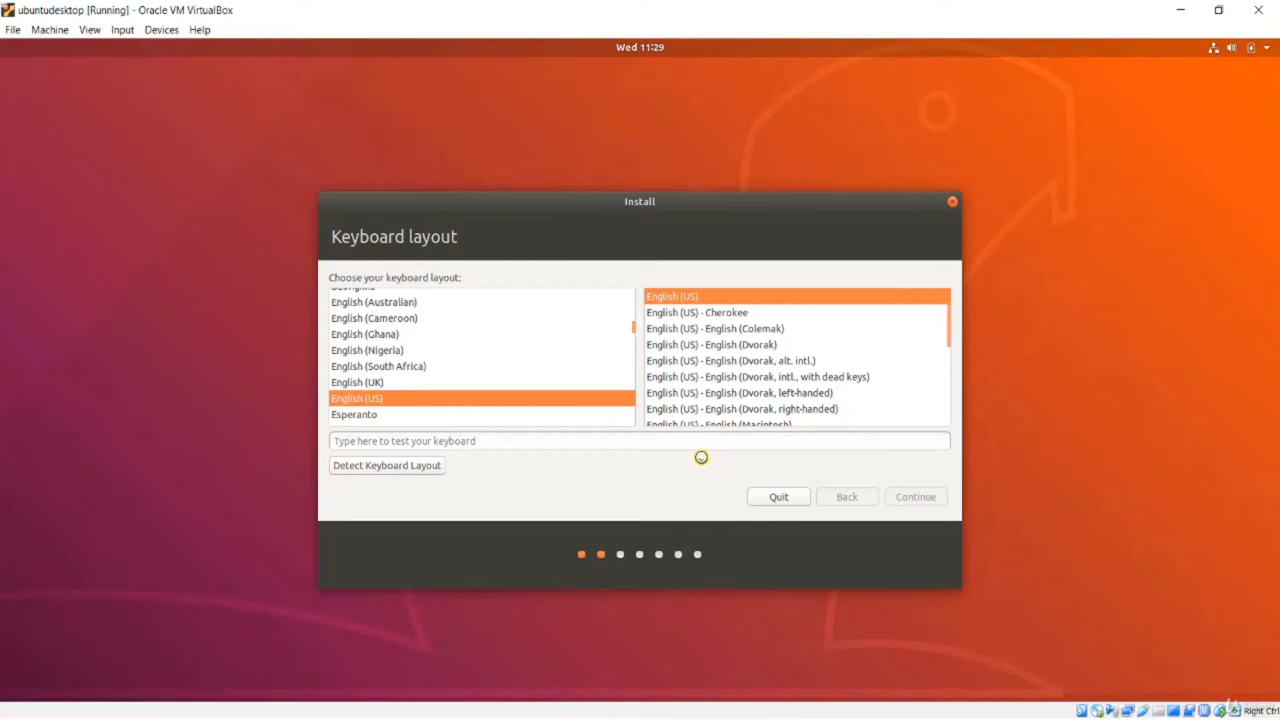 ubuntudesktop [Running] - Oracle VM VirtualBox
File Machine View Input Devices Help
Wed 11:29
Install
Keyboard layout
Choose your keyboard layout:
English (Australian)
English (Cameroon)
English (Ghana)
English (Nigeria)
English (South Africa)
English (UK)
English (US)
Esperanto
English (US)
English (US) - Cherokee
English (US) - English (Colemak)
English (US) - English (Dvorak)
English (US) - English (Dvorak, alt. intl.)
English (US) - English (Dvorak, intl., with dead keys)
English (US) - English (Dvorak, left-handed)
English (US) - English (Dvorak, right-handed)
English (US) - English (Macintosh)
Type here to test your keyboard
Detect Keyboard Layout
Quit Back Continue
Right Ctrl